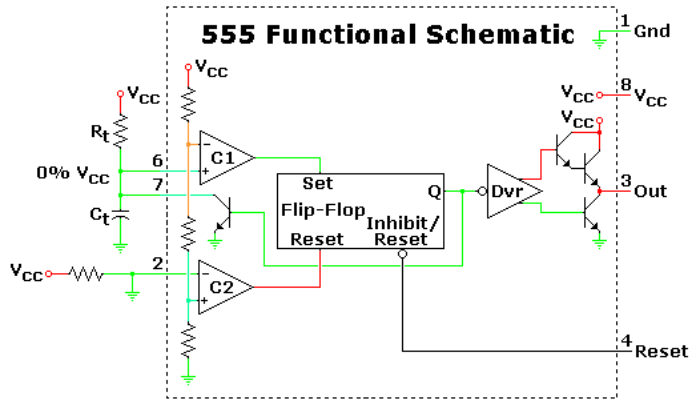 555 Functional Schematic
1 Gnd
VCC
VCC
VCC 8 VCC
VCC
Rt
6
− C1
+
0% VCC
7
Set
Q
Dvr
3 Out
Ct
Flip-Flop
Inhibit/
Reset Reset
VCC
2
− C2
+
4
Reset